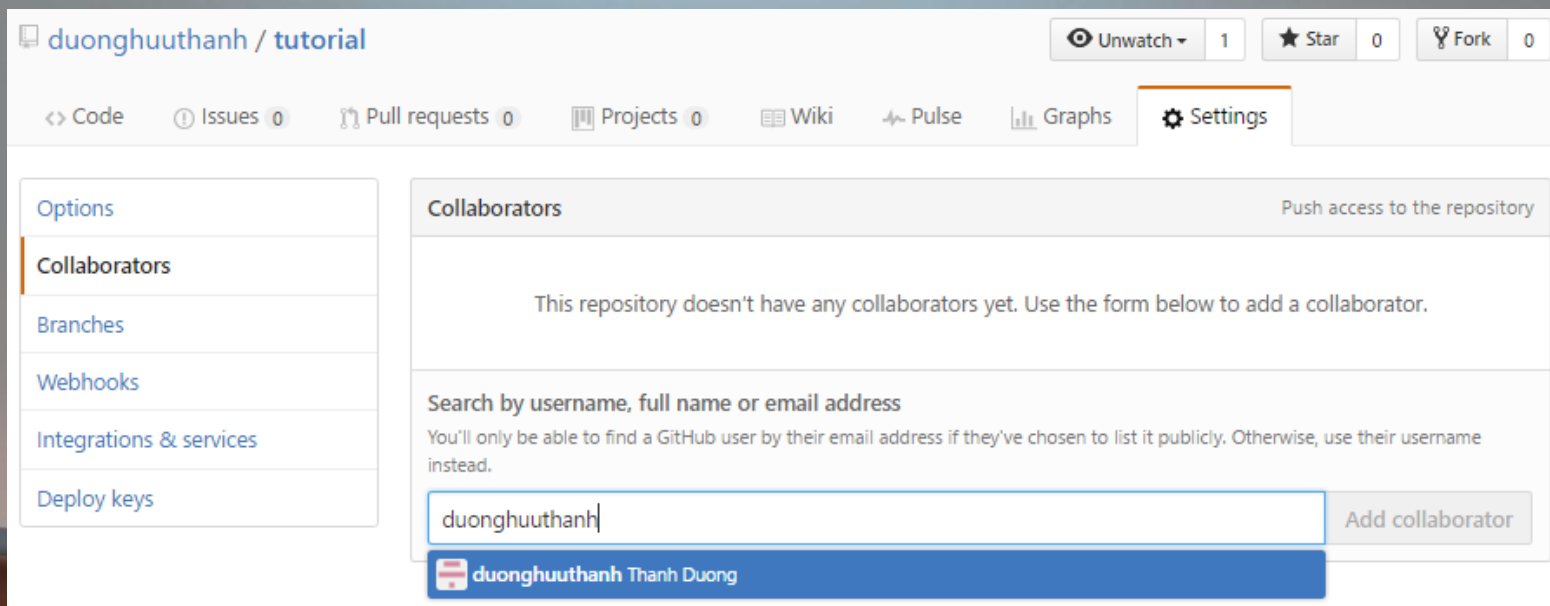 duonghuuthanh / tutorial Unwatch 1 Star 0 Fork 0
Code Issues 0 Pull requests 0 Projects 0 Wiki Pulse Graphs Settings
Options
Collaborators
Branches
Webhooks
Integrations & services
Deploy keys
Collaborators Push access to the repository
This repository doesn't have any collaborators yet. Use the form below to add a collaborator.
Search by username, full name or email address
You'll only be able to find a GitHub user by their email address if they've chosen to list it publicly. Otherwise, use their username
instead.
duonghuuthanh Add collaborator
duonghuuthanh Thanh Duong